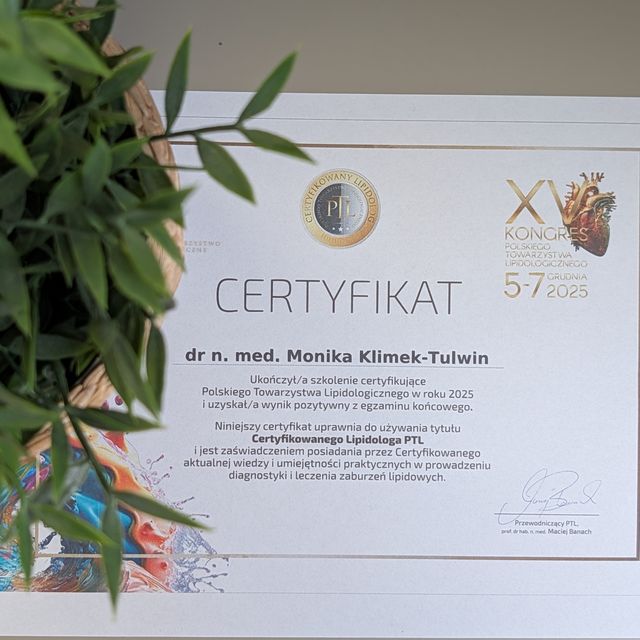 CERTYFIKOWANY LIPIDOLOG
PTL
XV
KONGRES
POLSKIEGO
TOWARZYSTWA
LIPIDOLOGICZNEGO
5-7 GRUDNIA
2025
CERTYFIKAT
dr n. med. Monika Klimek-Tulwin
Ukończył/a szkolenie certyfikujące
Polskiego Towarzystwa Lipidologicznego w roku 2025
i uzyskał/a wynik pozytywny z egzaminu końcowego.
Niniejszy certyfikat uprawnia do używania tytułu
Certyfikowanego Lipidologa PTL
i jest zaświadczeniem posiadania przez Certyfikowanego
aktualnej wiedzy i umiejętności praktycznych w prowadzeniu
diagnostyki i leczenia zaburzeń lipidowych.
Przewodniczący PTL,
prof. dr hab. n. med. Maciej Banach